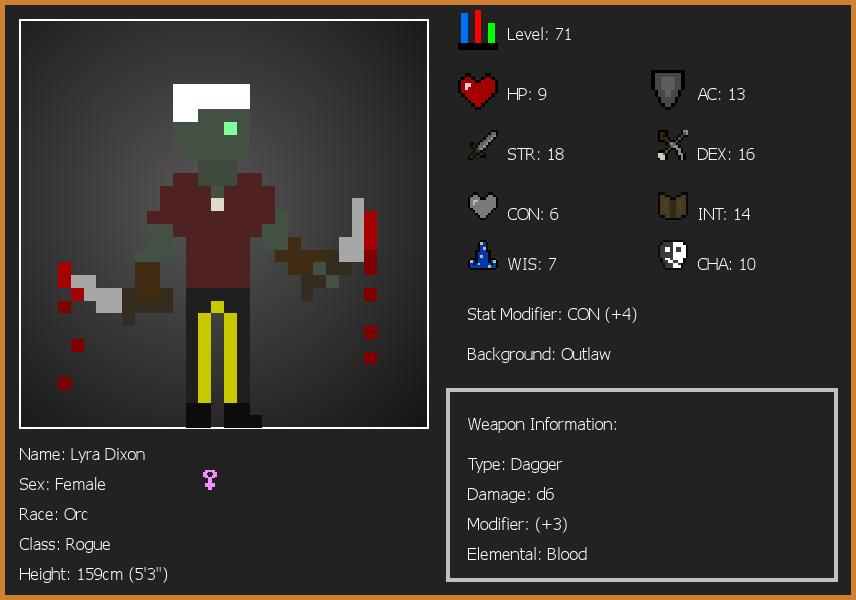 Level: 71
HP: 9
AC: 13
STR: 18
DEX: 16
CON: 6
INT: 14
WIS: 7
CHA: 10
Stat Modifier: CON (+4)
Background: Outlaw
Weapon Information:
Type: Dagger
Damage: d6
Modifier: (+3)
Elemental: Blood
Name: Lyra Dixon
Sex: Female
Race: Orc
Class: Rogue
Height: 159cm (5'3")